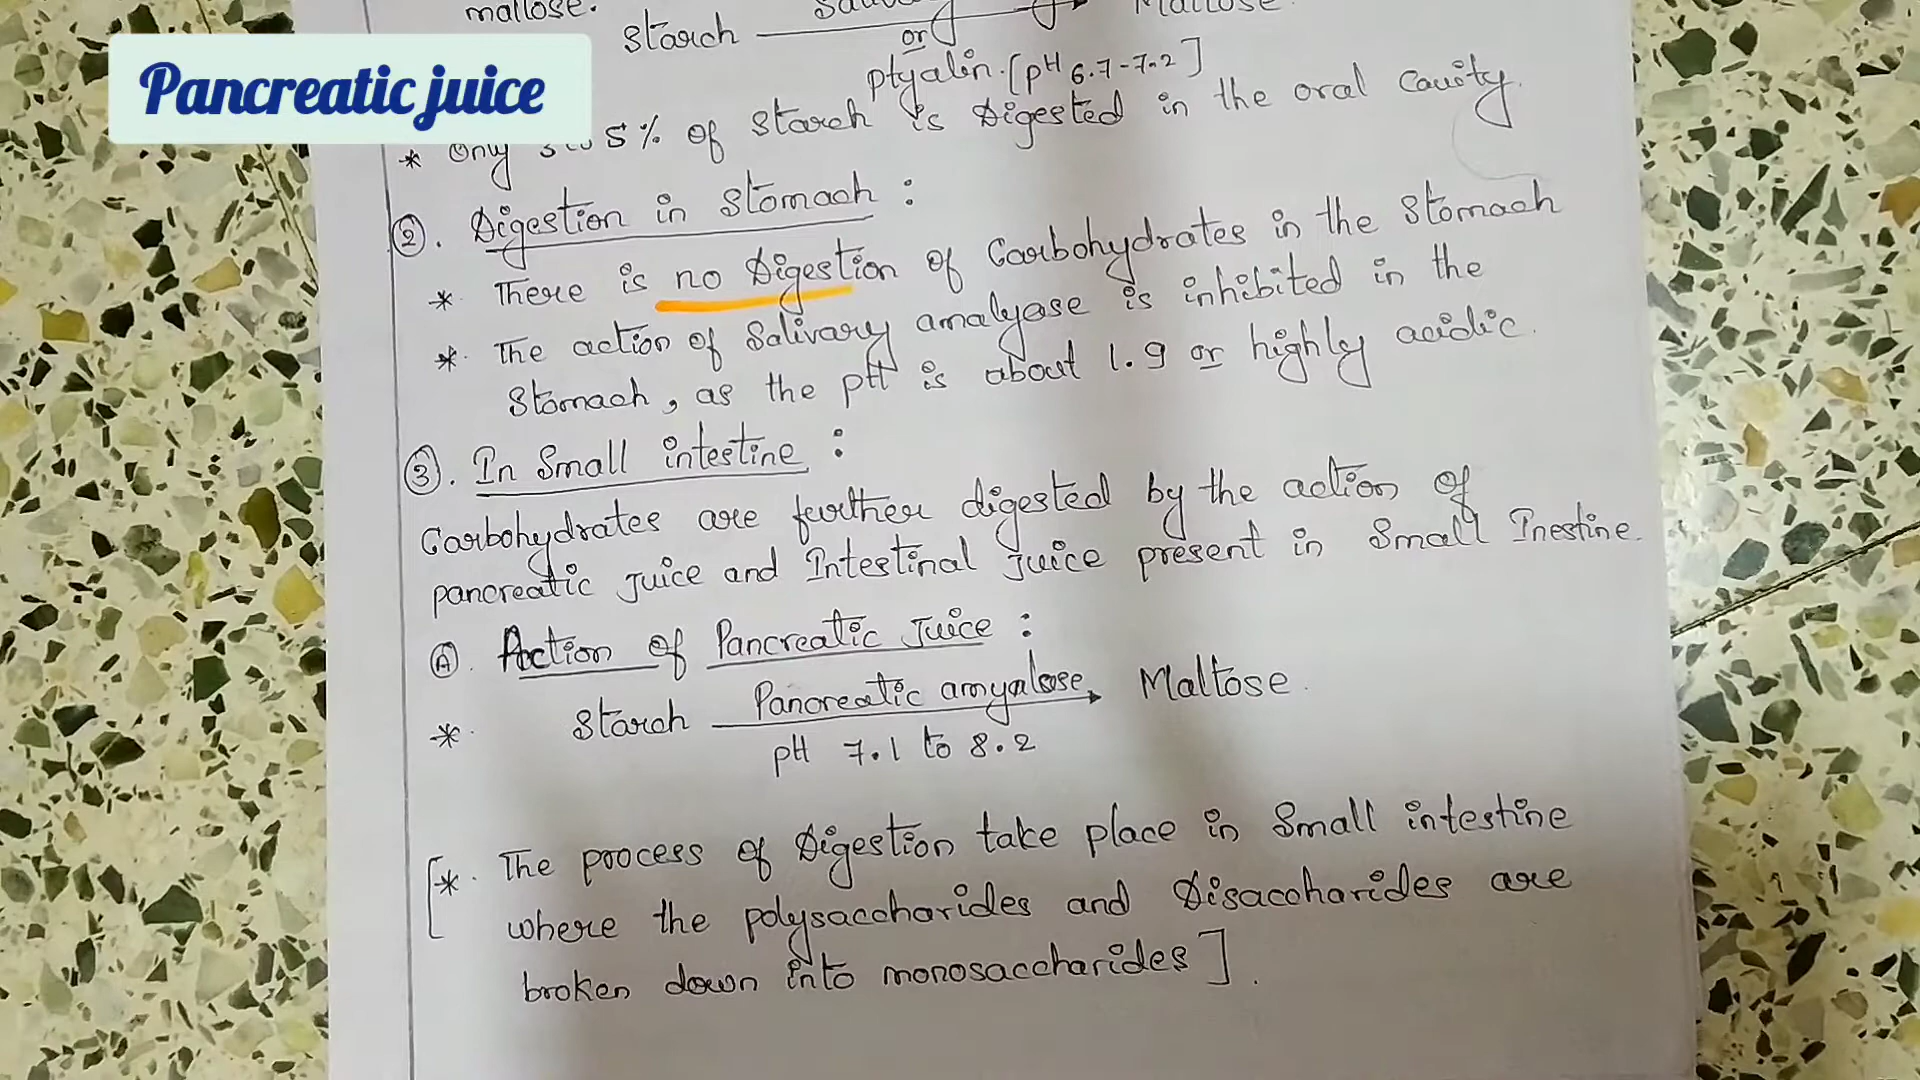 maltose.
Starch Maltose
or
Pancreatic juice
ptyalin. [pH 6.7-7.2]
* Only 5% of Starch is Digested in the oral cavity.
②. Digestion in Stomach :
* There is no Digestion of Carbohydrates in the Stomach
* The action of Salivary amalyase is inhibited in the
Stomach, as the pH is about 1.9 or highly acidic.
③. In Small intestine :
Carbohydrates are further digested by the action of
pancreatic Juice and Intestinal Juice present in Small Inestine.
Ⓐ. Action of Pancreatic Juice :
* Starch Pancreatic amyalase Maltose.
pH 7.1 to 8.2
[*. The process of Digestion take place in Small intestine
where the polysaccharides and Disaccharides are
broken down into monosaccharides].